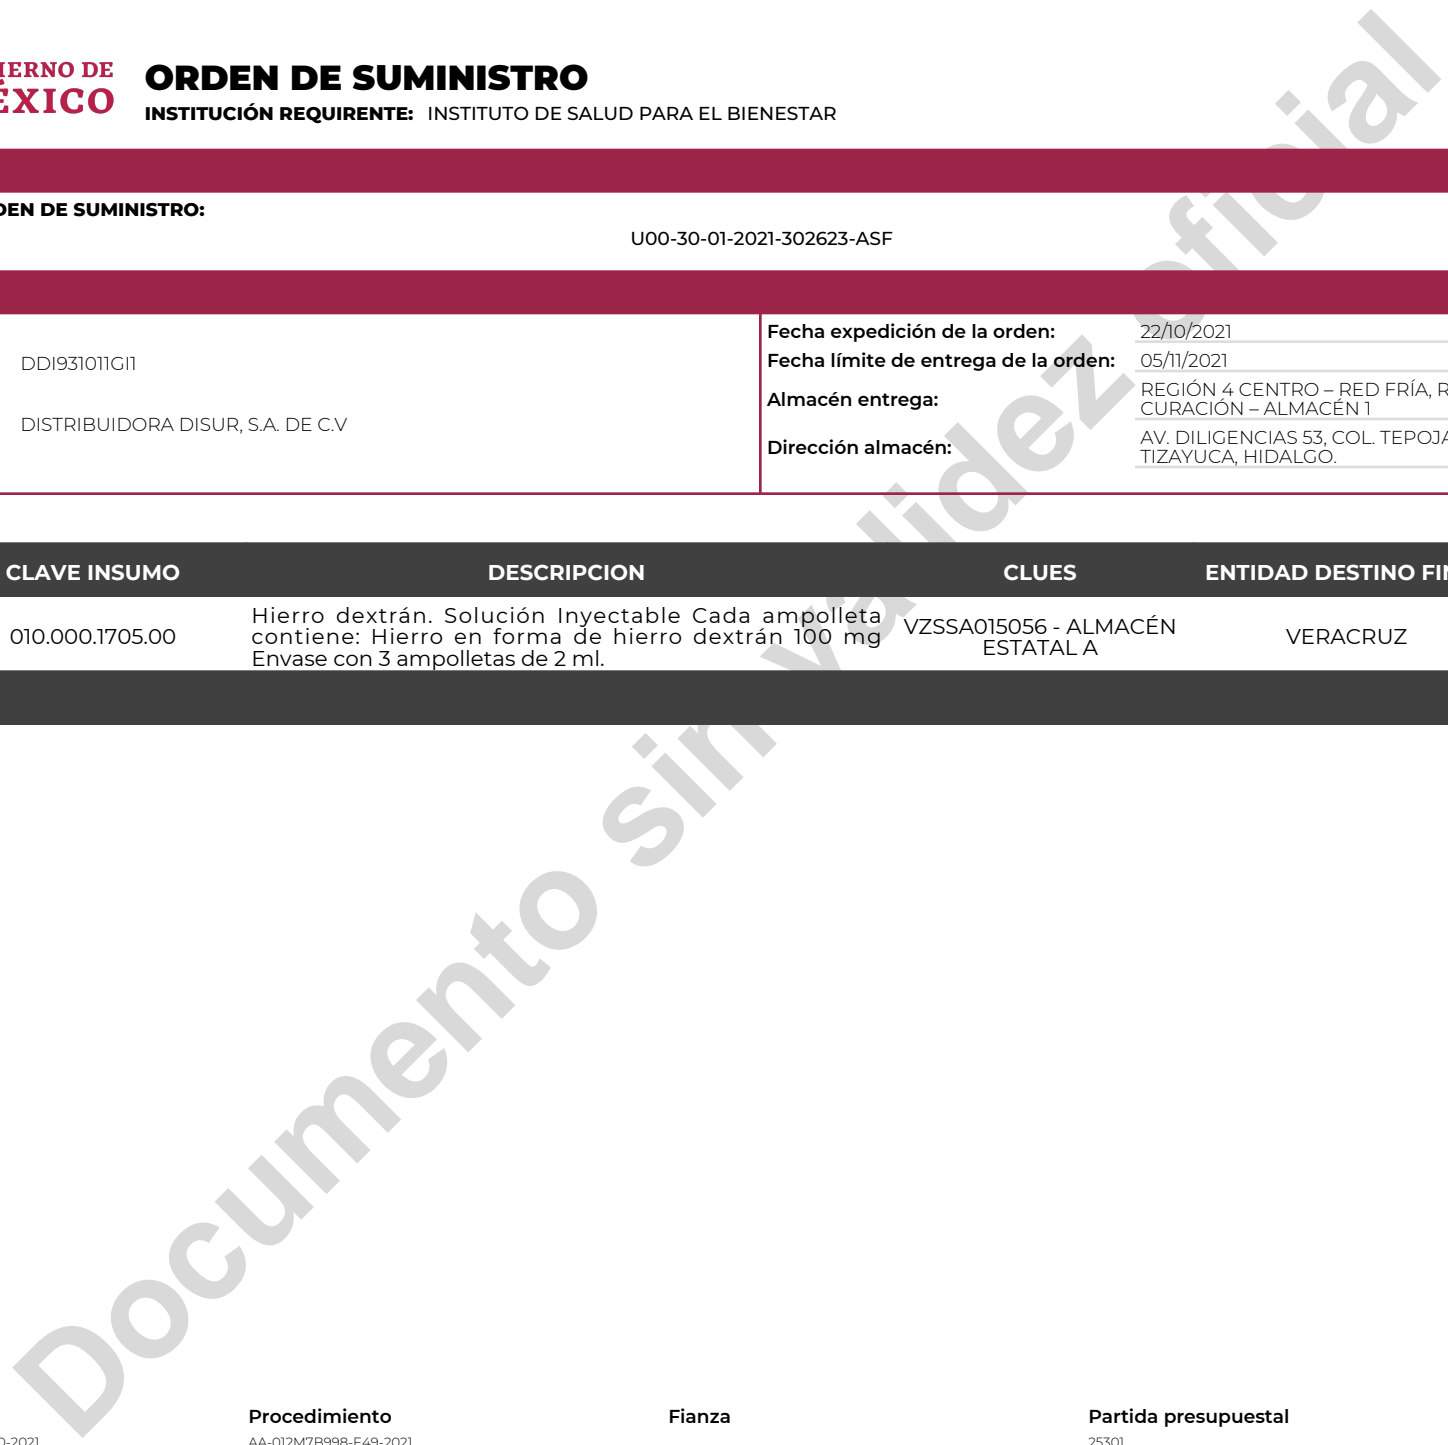 ORDEN DE SUMINISTRO
INSTITUCIÓN REQUIRENTE: INSTITUTO DE SALUD PARA EL BIENESTAR
DE
ÉXICO
DE SUMINISTRO:
U00-30-01-2021-302623-ASF
DDI931011GI1
DISTRIBUIDORA DISUR, S.A. DE C.V
Fecha expedición de la orden: 22/10/2021
Fecha límite de entrega de la orden: 05/11/2021
Almacén entrega: REGIÓN 4 CENTRO – RED FRÍA,
CURACIÓN – ALMACÉN 1
Dirección almacén: AV. DILIGENCIAS 53, COL.
TIZAYUCA, HIDALGO.
CLAVE INSUMO DESCRIPCION CLUES ENTIDAD DESTINO
010.000.1705.00
Hierro dextrán. Solución Inyectable Cada ampolleta
contiene: Hierro en forma de hierro dextrán 100 mg
Envase con 3 ampolletas de 2 ml.
VZSSA015056 - ALMACÉN
ESTATAL A
VERACRUZ
Documento sin validez oficial
Procedimiento Fianza Partida presupuestal
AA-012M7B998-E49-2021 25301